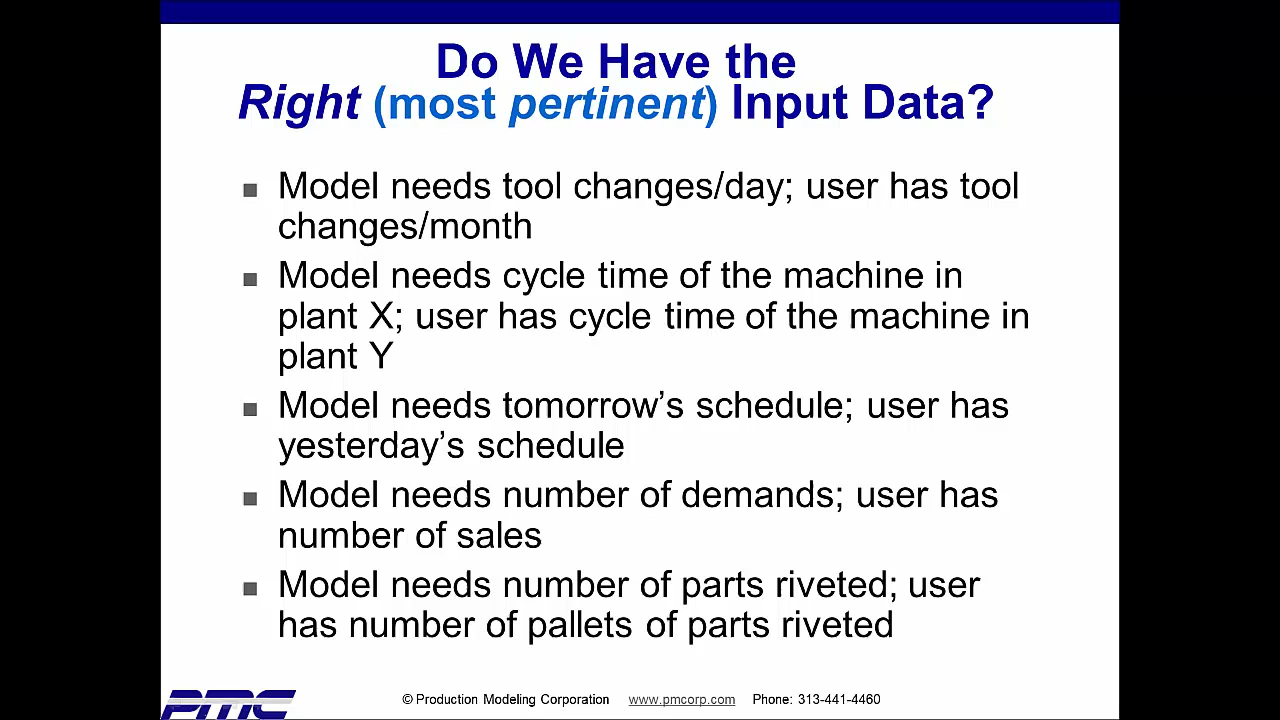 Do We Have the
Right (most pertinent) Input Data?
Model needs tool changes/day; user has tool
changes/month
Model needs cycle time of the machine in
plant X; user has cycle time of the machine in
plant Y
Model needs tomorrow’s schedule; user has
yesterday’s schedule
Model needs number of demands; user has
number of sales
Model needs number of parts riveted; user
has number of pallets of parts riveted
PMC © Production Modeling Corporation www.pmcorp.com Phone: 313-441-4460